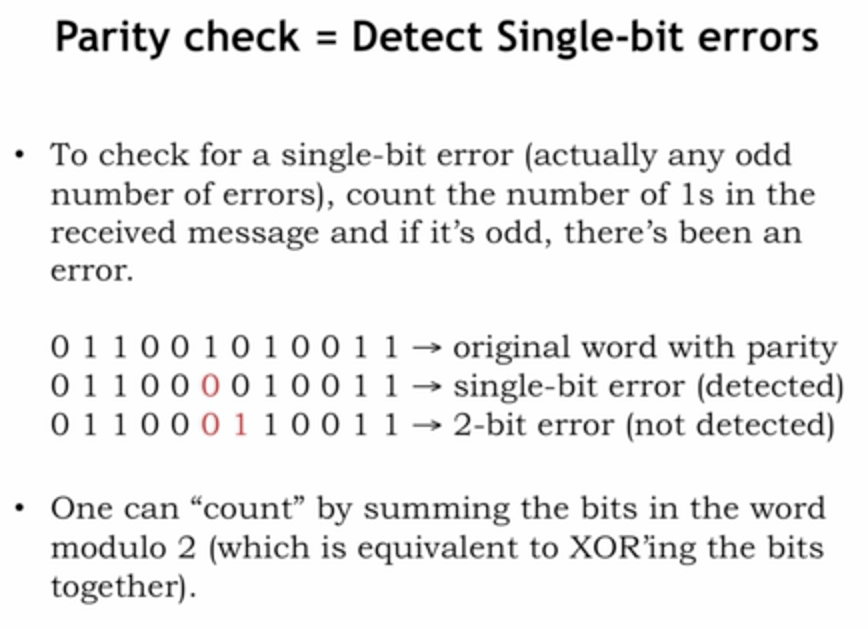 Parity check = Detect Single-bit errors
• To check for a single-bit error (actually any odd
number of errors), count the number of 1s in the
received message and if it’s odd, there’s been an
error.
0 1 1 0 0 1 0 1 0 0 1 1 → original word with parity
0 1 1 0 0 0 0 1 0 0 1 1 → single-bit error (detected)
0 1 1 0 0 0 1 1 0 0 1 1 → 2-bit error (not detected)
• One can “count” by summing the bits in the word
modulo 2 (which is equivalent to XOR’ing the bits
together).